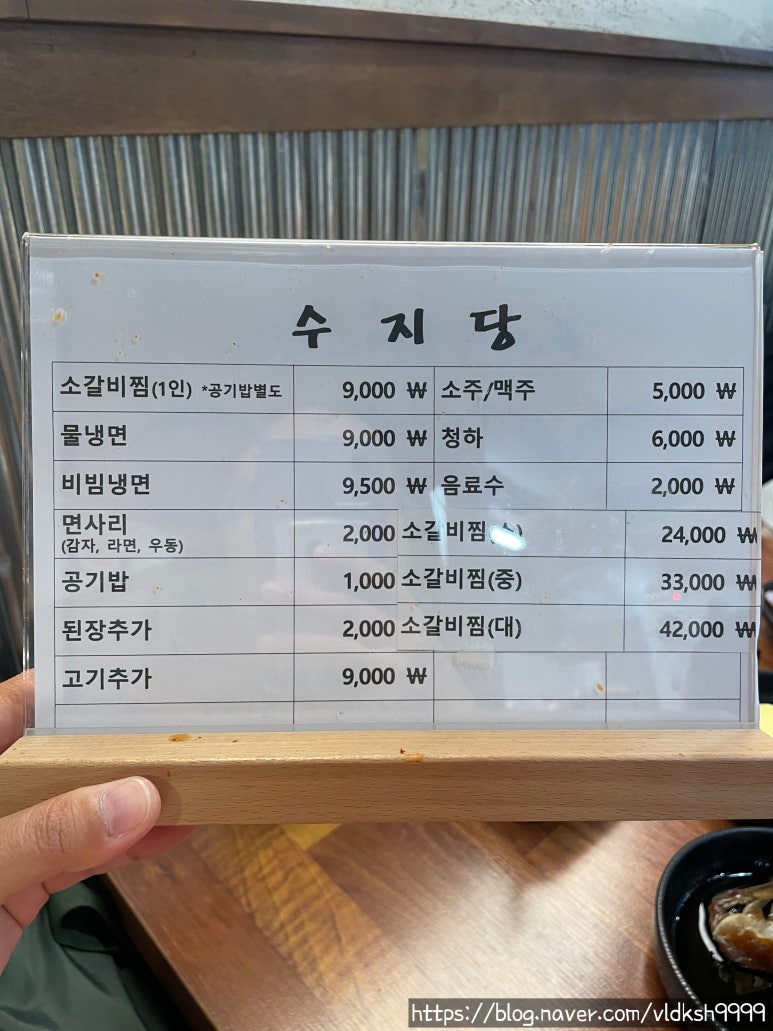 수지당
소갈비찜(1인) *공기밥별도 9,000 ₩ 소주/맥주 5,000 ₩
물냉면 9,000 ₩ 청하 6,000 ₩
비빔냉면 9,500 ₩ 음료수 2,000 ₩
면사리 2,000 소갈비찜 24,000 ₩
(감자, 라면, 우동)
공기밥 1,000 소갈비찜(중) 33,000 ₩
된장추가 2,000 소갈비찜(대) 42,000 ₩
고기추가 9,000 ₩
https://blog.naver.com/vldksh9999